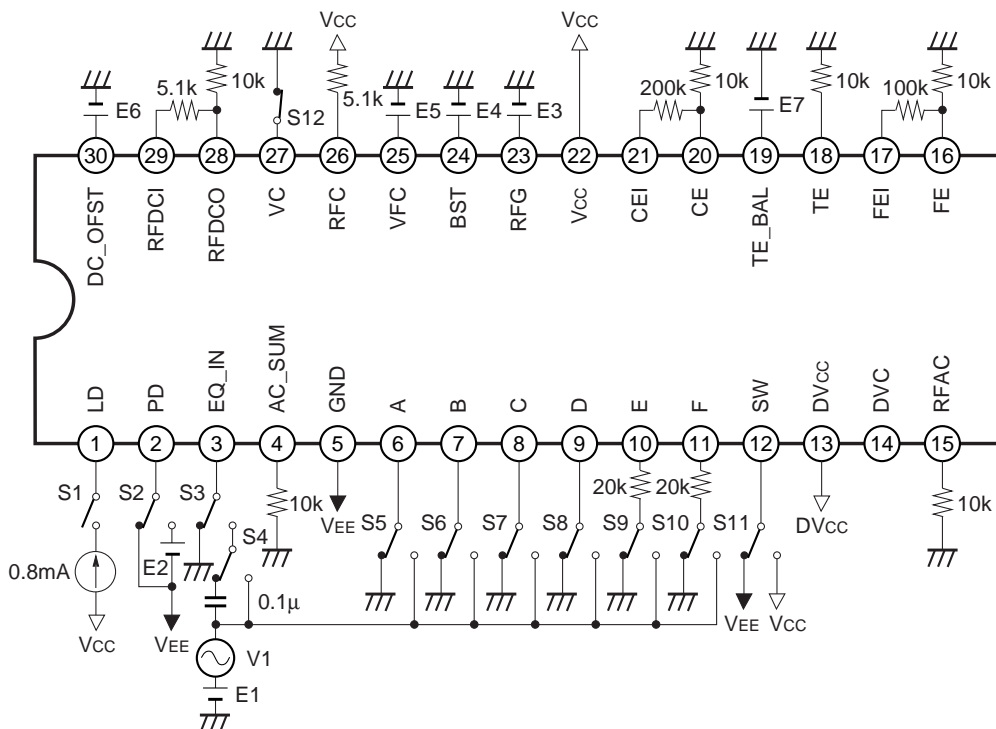 VCC VCC
10k 10k 10k 10k
E6 5.1k S12 5.1k E5 E4 E3 200k E7 100k
30 29 28 27 26 25 24 23 22 21 20 19 18 17 16
DC_OFST RFDCI RFDCO VC RFC VFC BST RFG VCC CEI CE TE_BAL TE FEI FE
LD PD EQ_IN AC_SUM GND A B C D E F SW DVCC DVC RFAC
1 2 3 4 5 6 7 8 9 10 11 12 13 14 15
S1 S2 S3 S4 10k VEE S5 S6 S7 S8 20k S9 20k S10 S11 DVCC 10k
0.8mA E2 0.1μ
VCC VEE VEE VCC
V1
E1